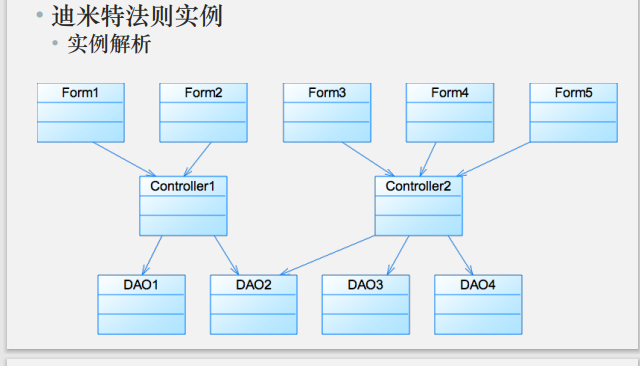 迪米特法则实例
实例解析
Form1 Form2 Form3 Form4 Form5
Controller1 Controller2
DAO1 DAO2 DAO3 DAO4